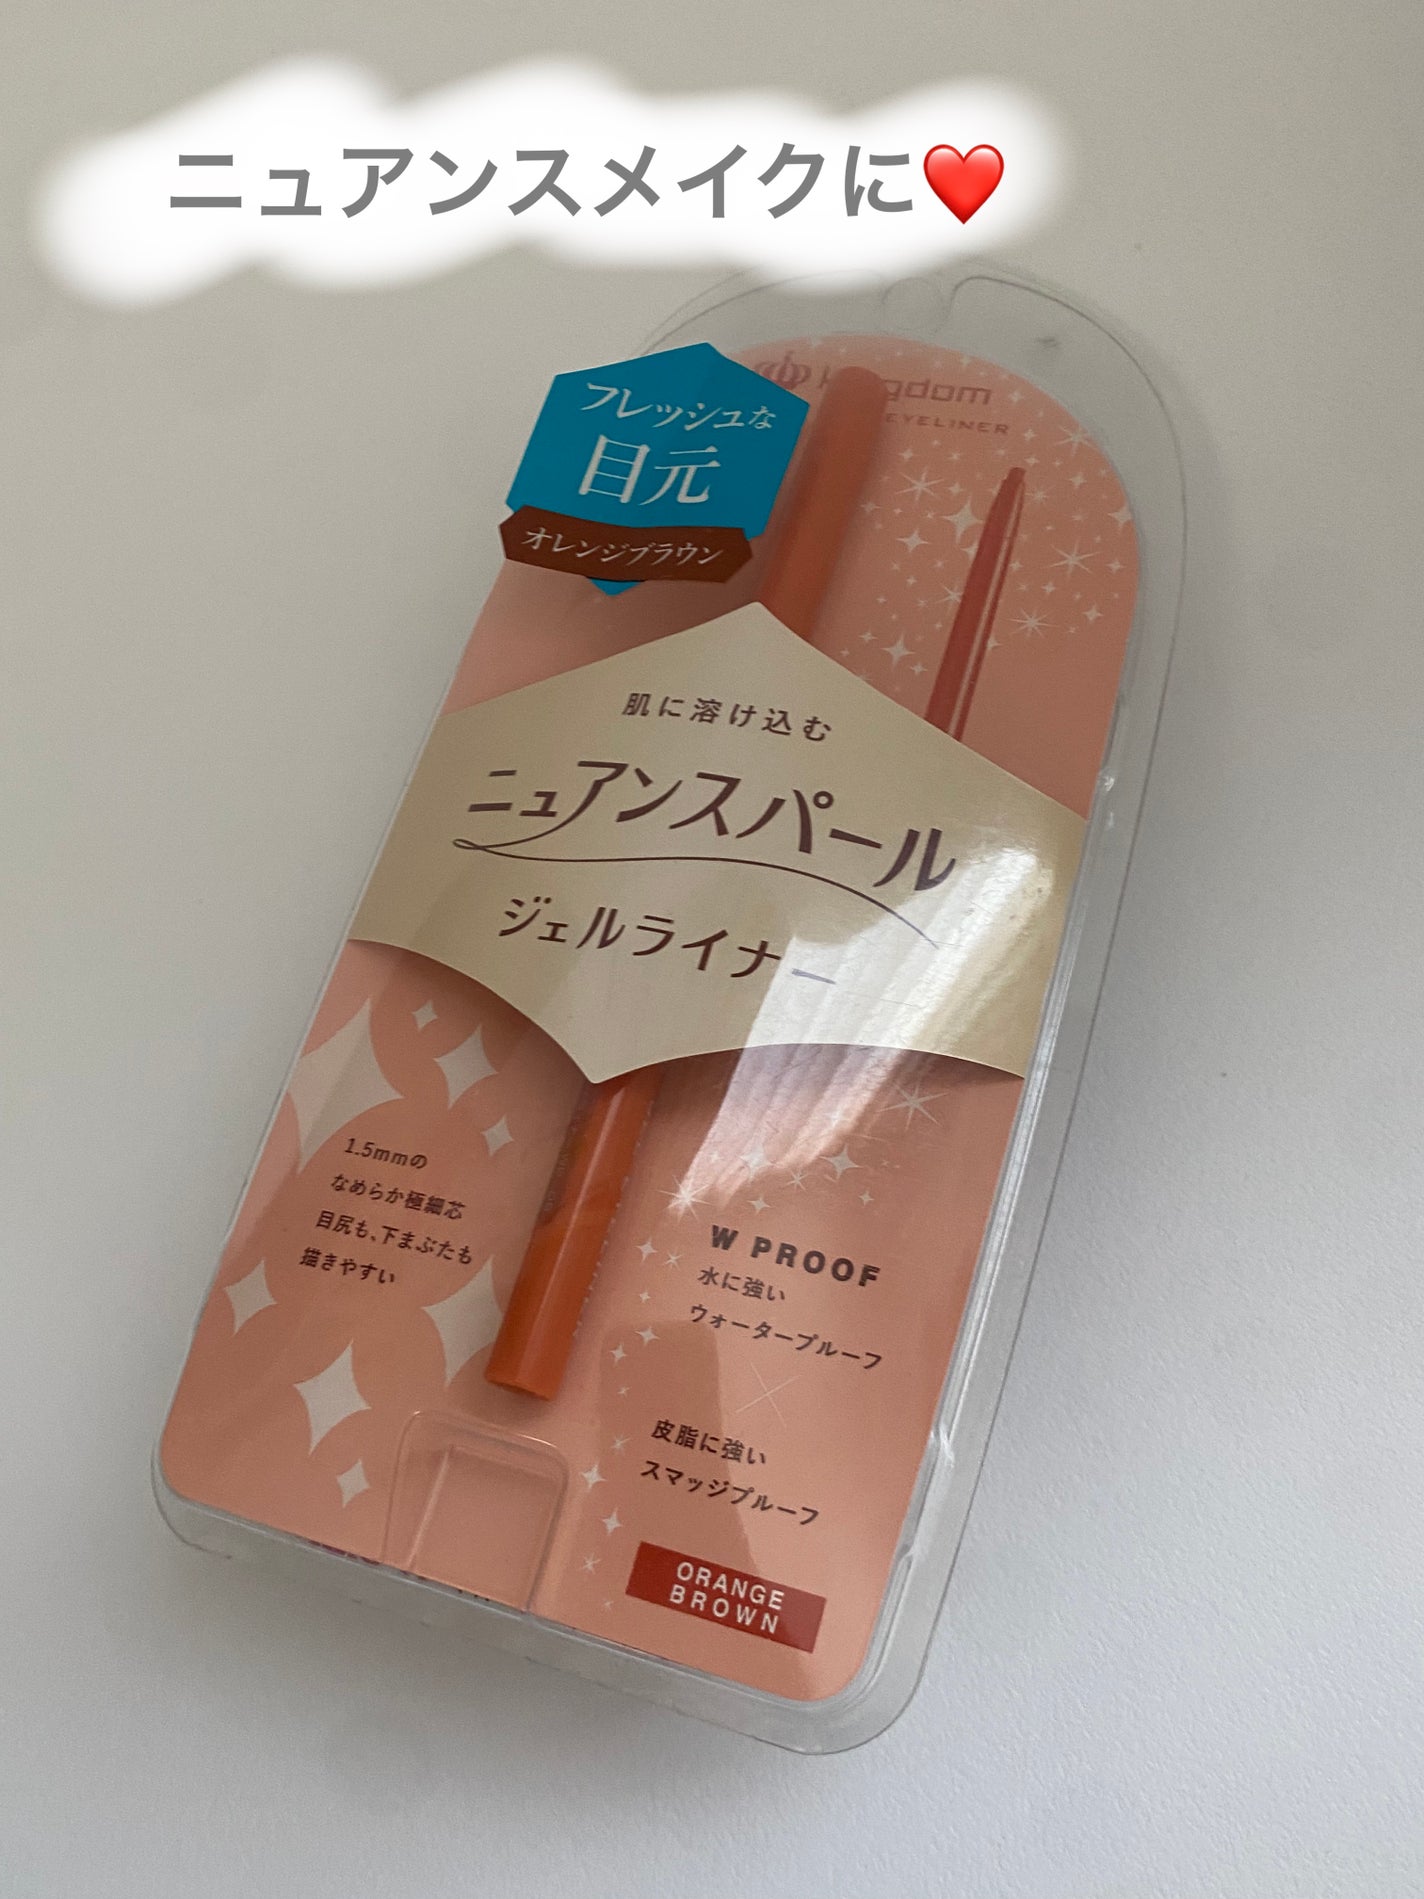 ニュアンスメイクに❤️
フレッシュな
目元
オレンジブラウン
EYELINER
肌に溶け込む
ニュアンスパール
ジェルライナー
1.5mmの
なめらか極細芯
目尻も、下まぶたも
描きやすい
W PROOF
水に強い
ウォータープルーフ
皮脂に強い
スマッジプルーフ
ORANGE
BROWN